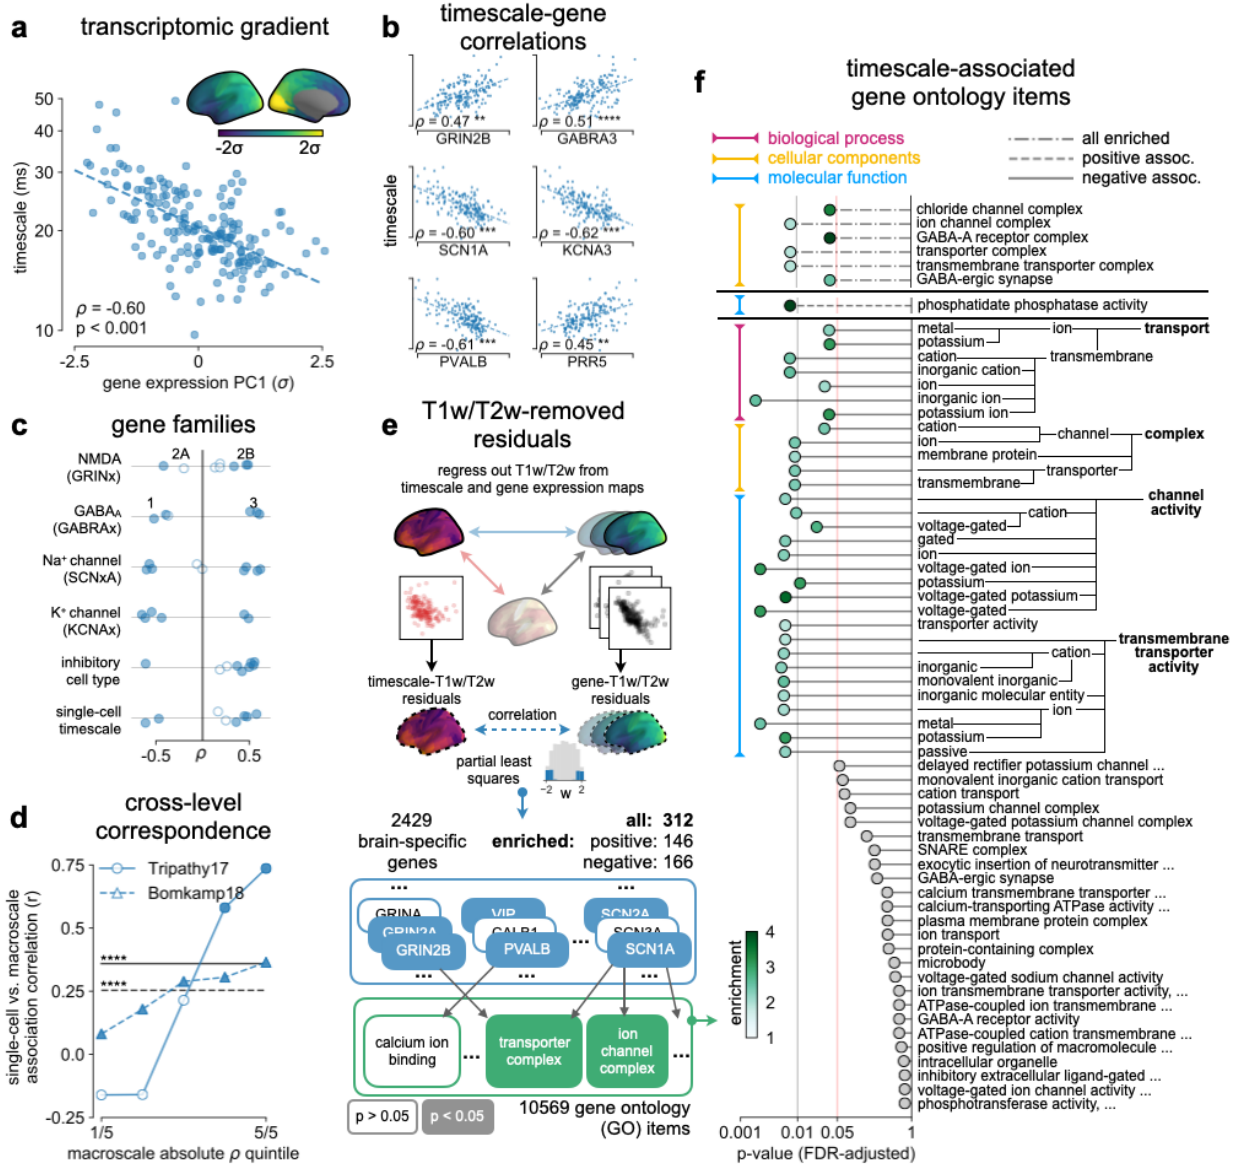 a
transcriptomic gradient
-2σ
2σ
50
40
30
20
10
timescale (ms)
ρ = -0.60
p < 0.001
-2.5
0
2.5
gene expression PC1 (σ)
b
timescale-gene
correlations
timescale
ρ = 0.47 **
GRIN2B
ρ = 0.51 ****
GABRA3
ρ = -0.60 ***
SCN1A
ρ = -0.62 ***
KCNA3
ρ = -0.61 ***
PVALB
ρ = 0.45 **
PRR5
c
gene families
NMDA
(GRINx)
2A
2B
GABAA
(GABRAx)
1
3
Na+ channel
(SCNxA)
K+ channel
(KCNAx)
inhibitory
cell type
single-cell
timescale
-0.5
ρ
0.5
d
cross-level
correspondence
Tripathy17
Bomkamp18
0.75
0.5
0.25
0.0
-0.25
****
****
single-cell vs. macroscale
association correlation (r)
1/5
5/5
macroscale absolute ρ quintile
e
T1w/T2w-removed
residuals
regress out T1w/T2w from
timescale and gene expression maps
timescale-T1w/T2w
residuals
gene-T1w/T2w
residuals
correlation
partial least
squares
-2
w
2
2429
brain-specific
genes
enriched:
all: 312
positive: 146
negative: 166
...
...
GRINA
GRIN2A
GRIN2B
...
VIP
CALB1
PVALB
...
...
SCN2A
SCN3A
SCN1A
...
calcium ion
binding
...
transporter
complex
ion
channel
complex
...
p > 0.05
p < 0.05
10569 gene ontology
(GO) items
enrichment
4
3
2
1
f
timescale-associated
gene ontology items
biological process
cellular components
molecular function
all enriched
positive assoc.
negative assoc.
chloride channel complex
ion channel complex
GABA-A receptor complex
transporter complex
transmembrane transporter complex
GABA-ergic synapse
phosphatidate phosphatase activity
metal
ion
transport
potassium
cation
transmembrane
inorganic cation
ion
inorganic ion
potassium ion
cation
channel
complex
ion
membrane protein
transporter
transmembrane
channel
activity
cation
voltage-gated
gated
ion
voltage-gated ion
potassium
voltage-gated potassium
voltage-gated
transporter activity
transmembrane
transporter
activity
cation
inorganic
monovalent inorganic
inorganic molecular entity
ion
metal
potassium
passive
delayed rectifier potassium channel ...
monovalent inorganic cation transport
cation transport
potassium channel complex
voltage-gated potassium channel complex
transmembrane transport
SNARE complex
exocytic insertion of neurotransmitter ...
GABA-ergic synapse
calcium transmembrane transporter ...
calcium-transporting ATPase activity ...
plasma membrane protein complex
ion transport
protein-containing complex
microbody
voltage-gated sodium channel activity
ion transmembrane transporter activity, ...
ATPase-coupled ion transmembrane ...
GABA-A receptor activity
ATPase-coupled cation transmembrane ...
positive regulation of macromolecule ...
intracellular organelle
inhibitory extracellular ligand-gated ...
voltage-gated ion channel activity ...
phosphotransferase activity, ...
0.001
0.01
0.05
1
p-value (FDR-adjusted)